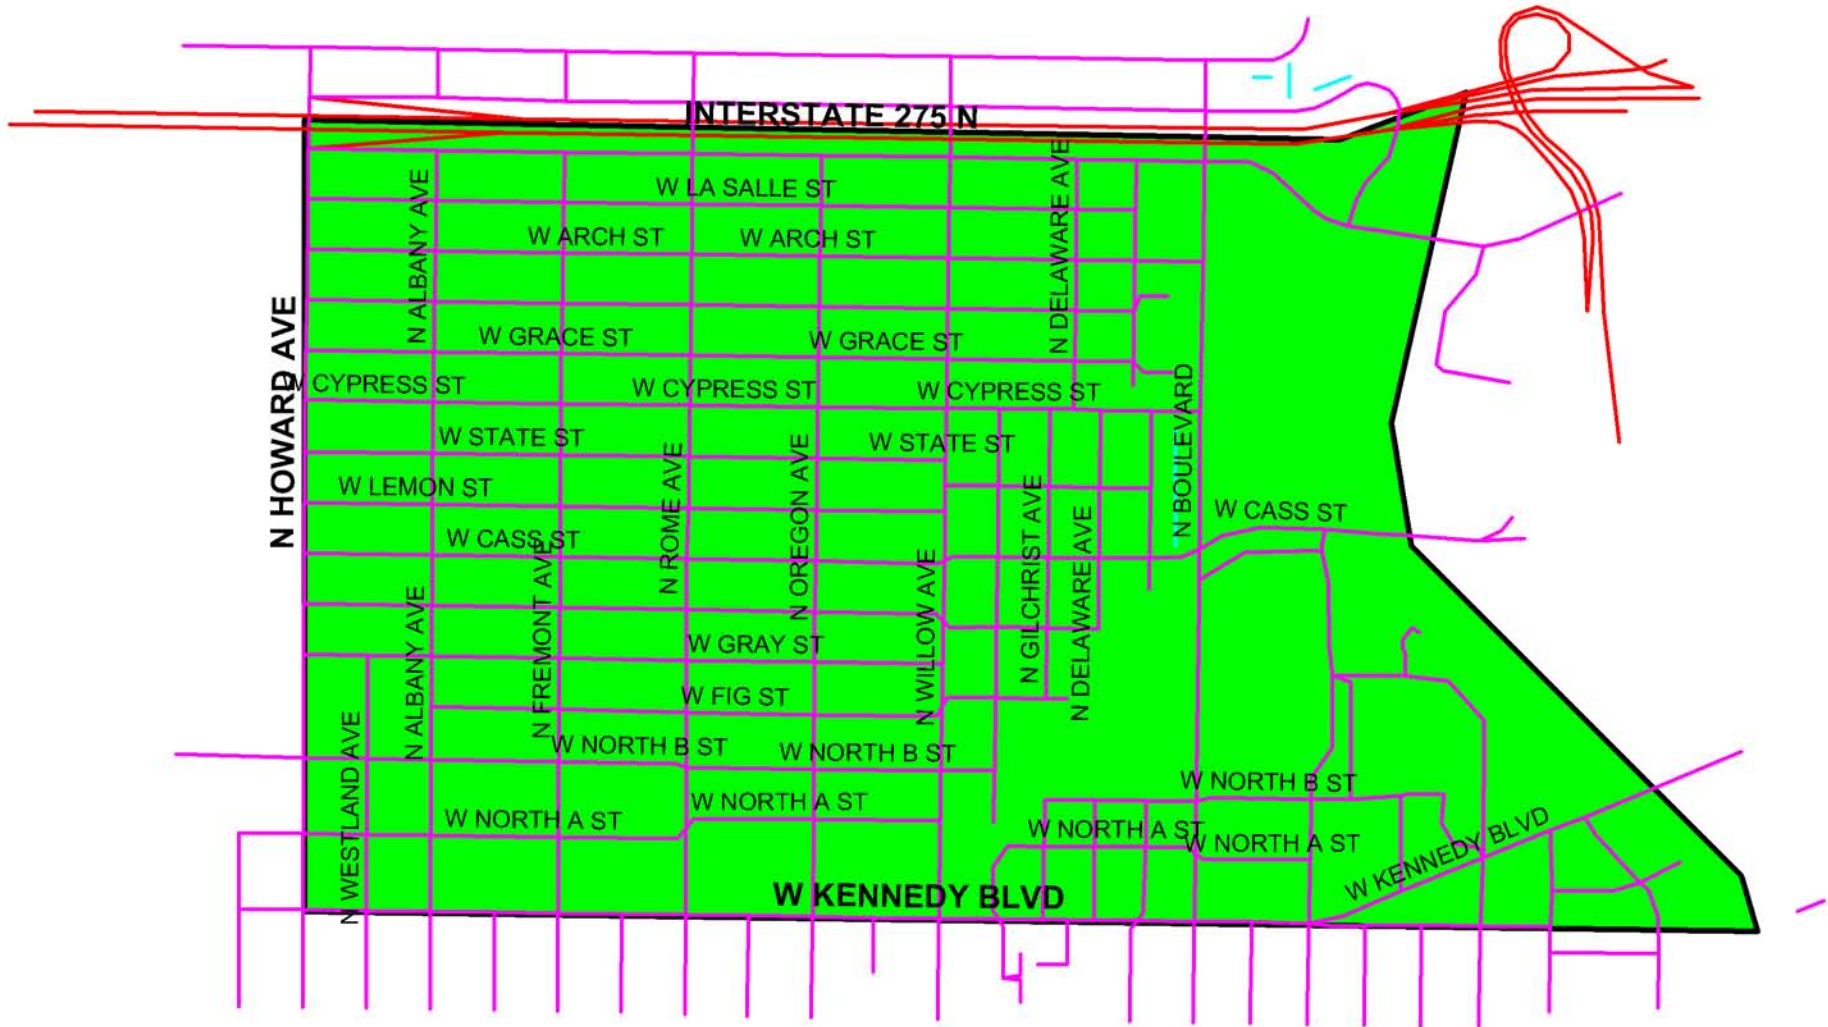 INTERSTATE 275 N
W LA SALLE ST
N DELAWARE AVE
N ALBANY AVE
W ARCH ST
W ARCH ST
N HOWARD AVE
W GRACE ST
W GRACE ST
W CYPRESS ST
W CYPRESS ST
W CYPRESS ST
N BOULEVARD
W STATE ST
W STATE ST
N ROME AVE
N OREGON AVE
W LEMON ST
N GILCHRIST AVE
N DELAWARE AVE
W CASS ST
W CASS ST
N FREMONT AVE
N WILLOW AVE
N ALBANY AVE
W GRAY ST
W FIG ST
N WESTLAND AVE
W NORTH B ST
W NORTH B ST
W NORTH B ST
W NORTH A ST
W NORTH A ST
W NORTH A ST
W NORTH A ST
W KENNEDY BLVD
W KENNEDY BLVD